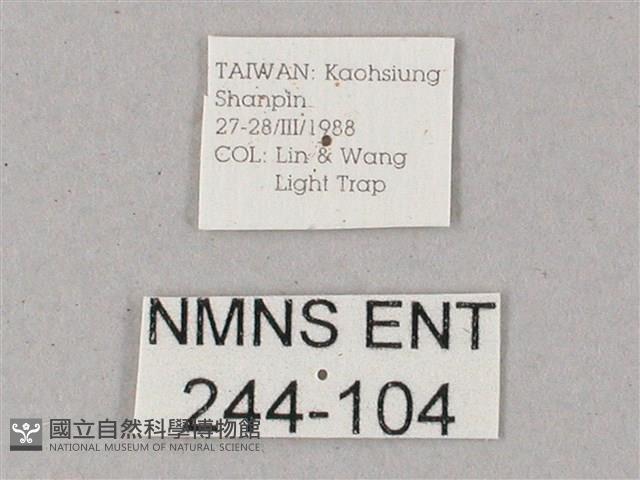 TAIWAN: Kaohsiung
Shanpin
27-28/III/1988
COL: Lin & Wang
Light Trap
NMNS ENT
244-104
國立自然科學博物館
NATIONAL MUSEUM OF NATURAL SCIENCE